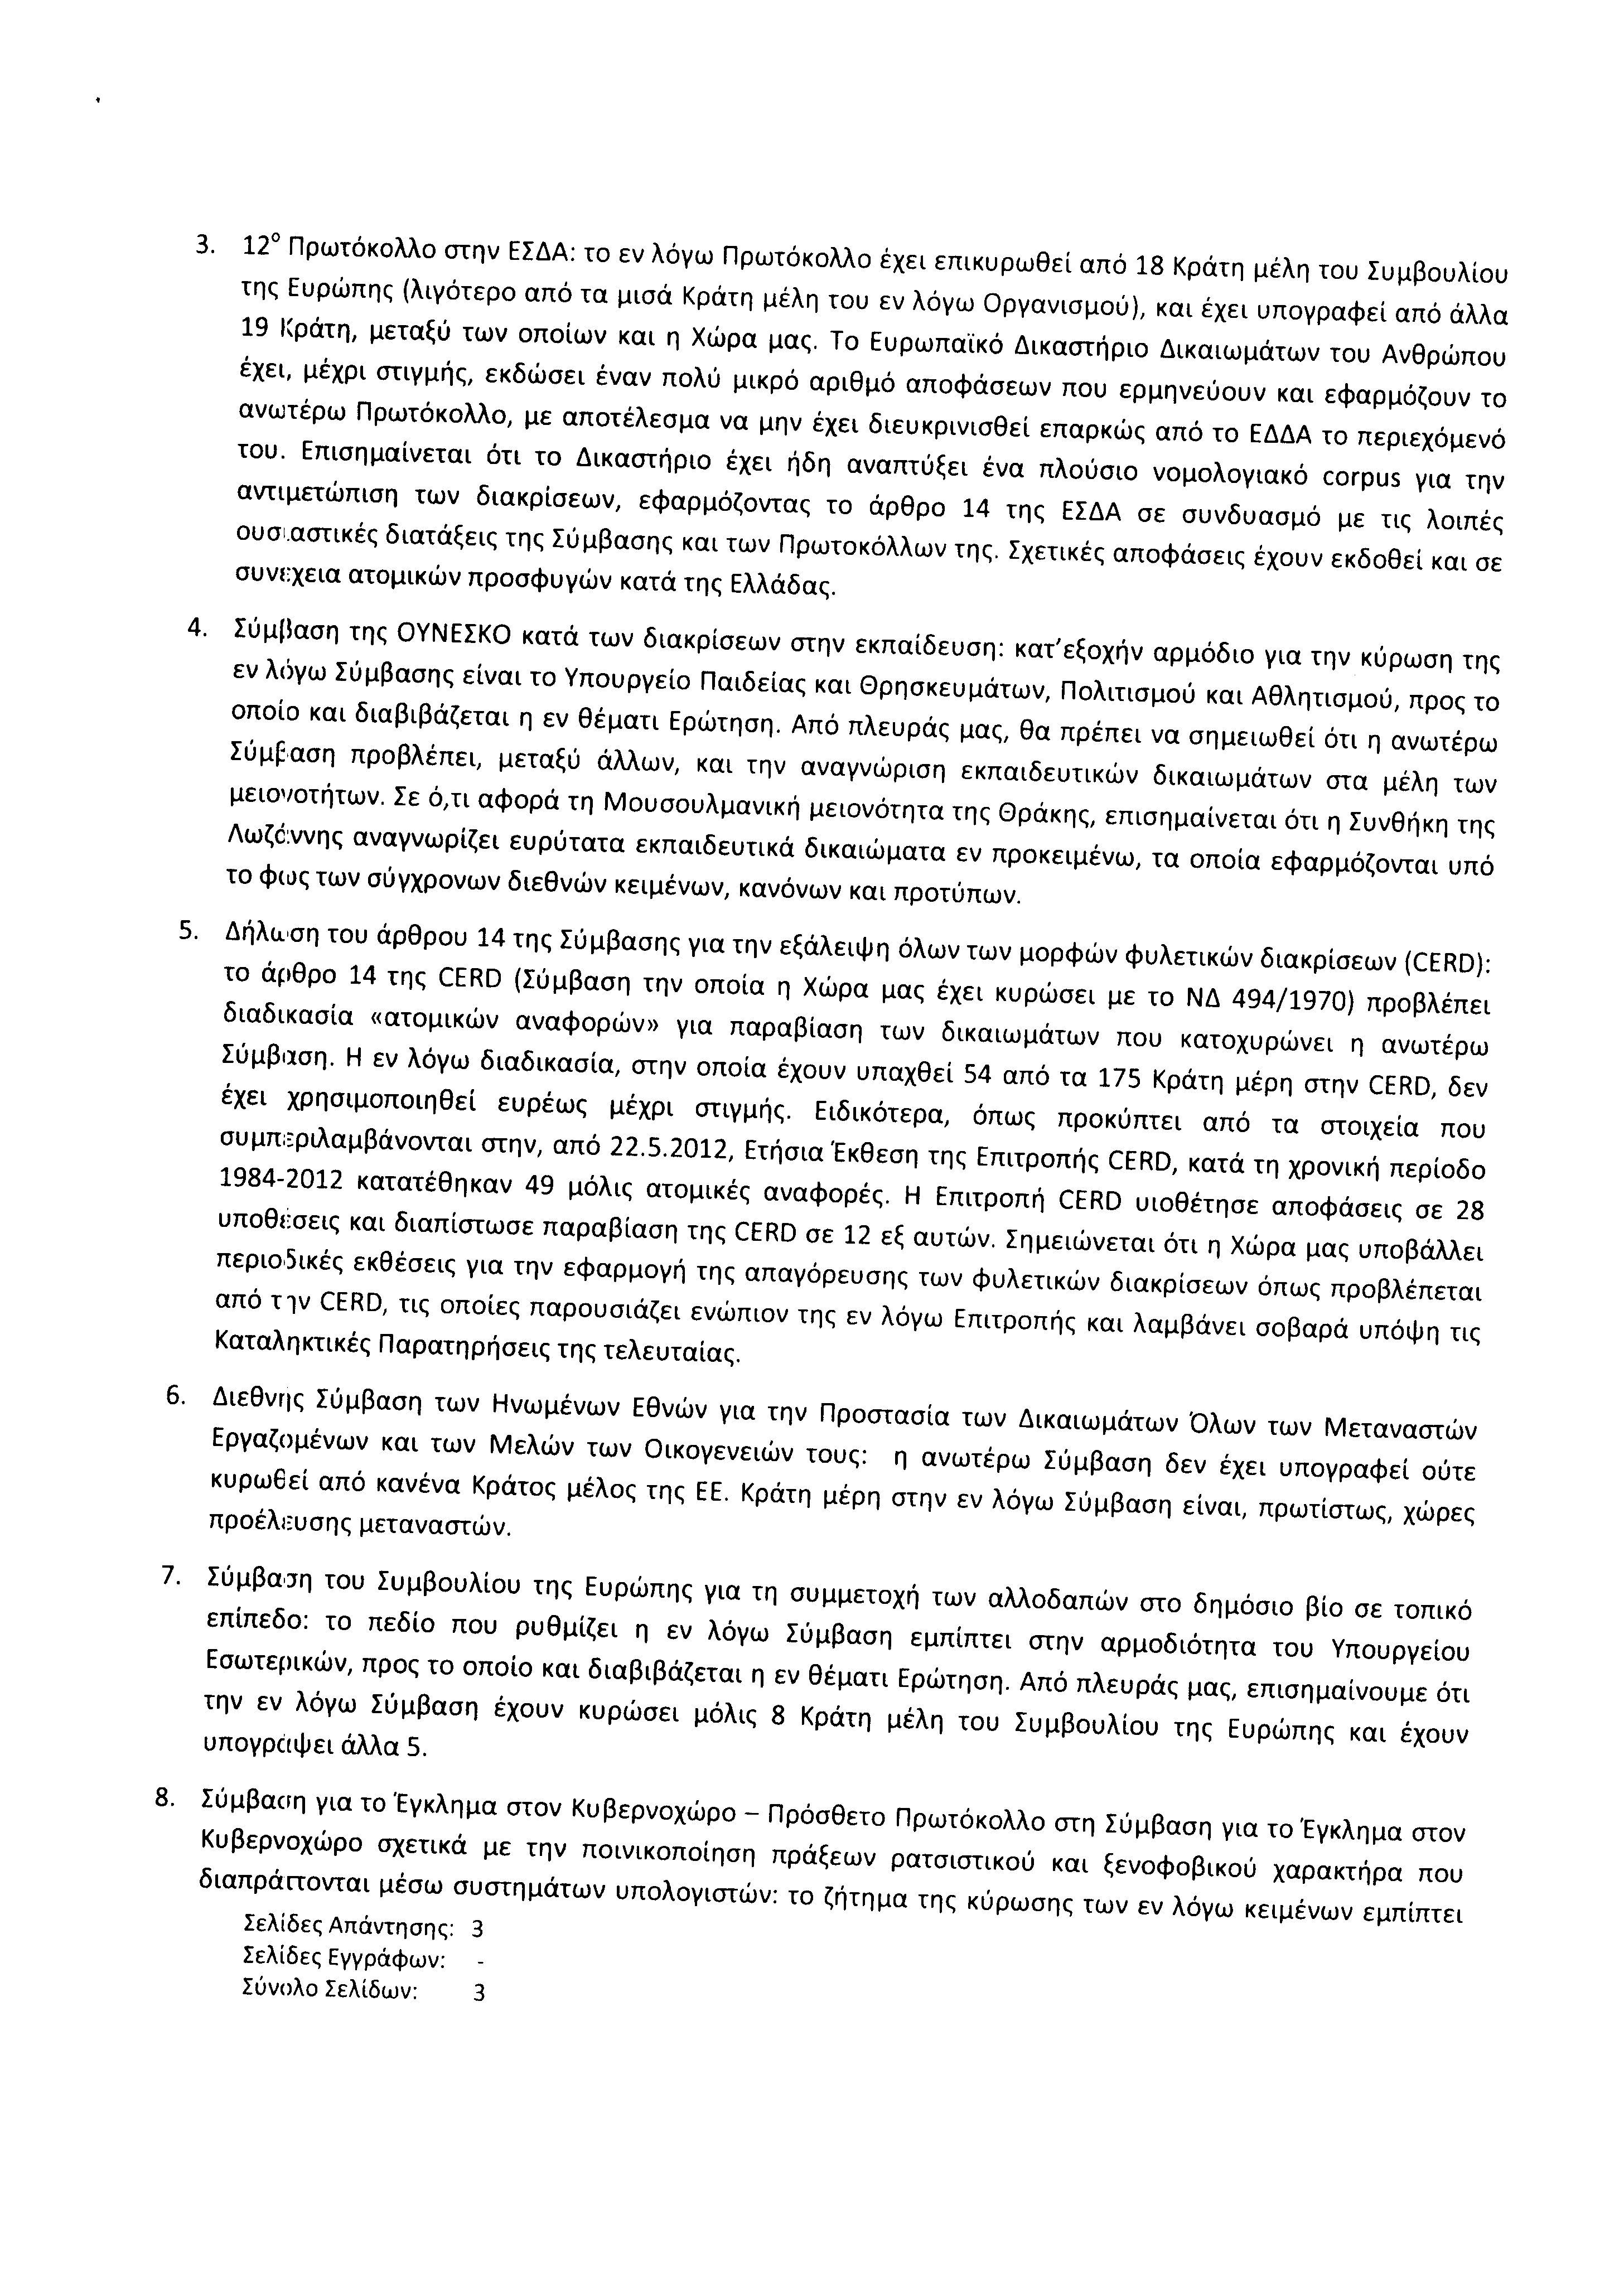 3. 12° Πρωτόκολλο στην ΕΣΔΑ: το εν λόγω Πρωτόκολλο έχει επικυρωθεί από 18 Κράτη μέλη του Συμβουλίου
της Ευρώπης (λιγότερο από τα μισά Κράτη μέλη του εν λόγω Οργανισμού), και έχει υπογραφεί από άλλα
19 Κράτη, μεταξύ των οποίων και η Χώρα μας. Το Ευρωπαϊκό Δικαστήριο Δικαιωμάτων του Ανθρώπου
έχει, μέχρι στιγμής, εκδώσει έναν πολύ μικρό αριθμό αποφάσεων που ερμηνεύουν και εφαρμόζουν το
ανωτέρω Πρωτόκολλο, με αποτέλεσμα να μην έχει διευκρινισθεί επαρκώς από το ΕΔΔΑ το περιεχόμενό
του. Επισημαίνεται ότι το Δικαστήριο έχει ήδη αναπτύξει ένα πλούσιο νομολογιακό corpus για την
αντιμετώπιση των διακρίσεων, εφαρμόζοντας το άρθρο 14 της ΕΣΔΑ σε συνδυασμό με τις λοιπές
ουσιαστικές διατάξεις της Σύμβασης και των Πρωτοκόλλων της. Σχετικές αποφάσεις έχουν εκδοθεί και σε
συνέχεια ατομικών προσφυγών κατά της Ελλάδας.
4. Σύμβαση της ΟΥΝΕΣΚΟ κατά των διακρίσεων στην εκπαίδευση: κατ’εξοχήν αρμόδιο για την κύρωση της
εν λόγω Σύμβασης είναι το Υπουργείο Παιδείας και Θρησκευμάτων, Πολιτισμού και Αθλητισμού, προς το
οποίο και διαβιβάζεται η εν θέματι Ερώτηση. Από πλευράς μας, θα πρέπει να σημειωθεί ότι η ανωτέρω
Σύμβαση προβλέπει, μεταξύ άλλων, και την αναγνώριση εκπαιδευτικών δικαιωμάτων στα μέλη των
μειονοτήτων. Σε ό,τι αφορά τη Μουσουλμανική μειονότητα της Θράκης, επισημαίνεται ότι η Συνθήκη της
Λωζάννης αναγνωρίζει ευρύτατα εκπαιδευτικά δικαιώματα εν προκειμένω, τα οποία εφαρμόζονται υπό
το φως των σύγχρονων διεθνών κειμένων, κανόνων και προτύπων.
5. Δήλωση του άρθρου 14 της Σύμβασης για την εξάλειψη όλων των μορφών φυλετικών διακρίσεων (CERD):
το άρθρο 14 της CERD (Σύμβαση την οποία η Χώρα μας έχει κυρώσει με το ΝΔ 494/1970) προβλέπει
διαδικασία «ατομικών αναφορών» για παραβίαση των δικαιωμάτων που κατοχυρώνει η ανωτέρω
Σύμβαση. Η εν λόγω διαδικασία, στην οποία έχουν υπαχθεί 54 από τα 175 Κράτη μέρη στην CERD, δεν
έχει χρησιμοποιηθεί ευρέως μέχρι στιγμής. Ειδικότερα, όπως προκύπτει από τα στοιχεία που
συμπεριλαμβάνονται στην, από 22.5.2012, Ετήσια Έκθεση της Επιτροπής CERD, κατά τη χρονική περίοδο
1984-2012 κατατέθηκαν 49 μόλις ατομικές αναφορές. Η Επιτροπή CERD υιοθέτησε αποφάσεις σε 28
υποθέσεις και διαπίστωσε παραβίαση της CERD σε 12 εξ αυτών. Σημειώνεται ότι η Χώρα μας υποβάλλει
περιοδικές εκθέσεις για την εφαρμογή της απαγόρευσης των φυλετικών διακρίσεων όπως προβλέπεται
από την CERD, τις οποίες παρουσιάζει ενώπιον της εν λόγω Επιτροπής και λαμβάνει σοβαρά υπόψη τις
Καταληκτικές Παρατηρήσεις της τελευταίας.
6. Διεθνής Σύμβαση των Ηνωμένων Εθνών για την Προστασία των Δικαιωμάτων Όλων των Μεταναστών
Εργαζομένων και των Μελών των Οικογενειών τους: η ανωτέρω Σύμβαση δεν έχει υπογραφεί ούτε
κυρωθεί από κανένα Κράτος μέλος της ΕΕ. Κράτη μέρη στην εν λόγω Σύμβαση είναι, πρωτίστως, χώρες
προέλευσης μεταναστών.
7. Σύμβαση του Συμβουλίου της Ευρώπης για τη συμμετοχή των αλλοδαπών στο δημόσιο βίο σε τοπικό
επίπεδο: το πεδίο που ρυθμίζει η εν λόγω Σύμβαση εμπίπτει στην αρμοδιότητα του Υπουργείου
Εσωτερικών, προς το οποίο και διαβιβάζεται η εν θέματι Ερώτηση. Από πλευράς μας, επισημαίνουμε ότι
την εν λόγω Σύμβαση έχουν κυρώσει μόλις 8 Κράτη μέλη του Συμβουλίου της Ευρώπης και έχουν
υπογράψει άλλα 5.
8. Σύμβαση για το Έγκλημα στον Κυβερνοχώρο – Πρόσθετο Πρωτόκολλο στη Σύμβαση για το Έγκλημα στον
Κυβερνοχώρο σχετικά με την ποινικοποίηση πράξεων ρατσιστικού και ξενοφοβικού χαρακτήρα που
διαπράττονται μέσω συστημάτων υπολογιστών: το ζήτημα της κύρωσης των εν λόγω κειμένων εμπίπτει
Σελίδες Απάντησης: 3
Σελίδες Εγγράφων: -
Σύνολο Σελίδων: 3